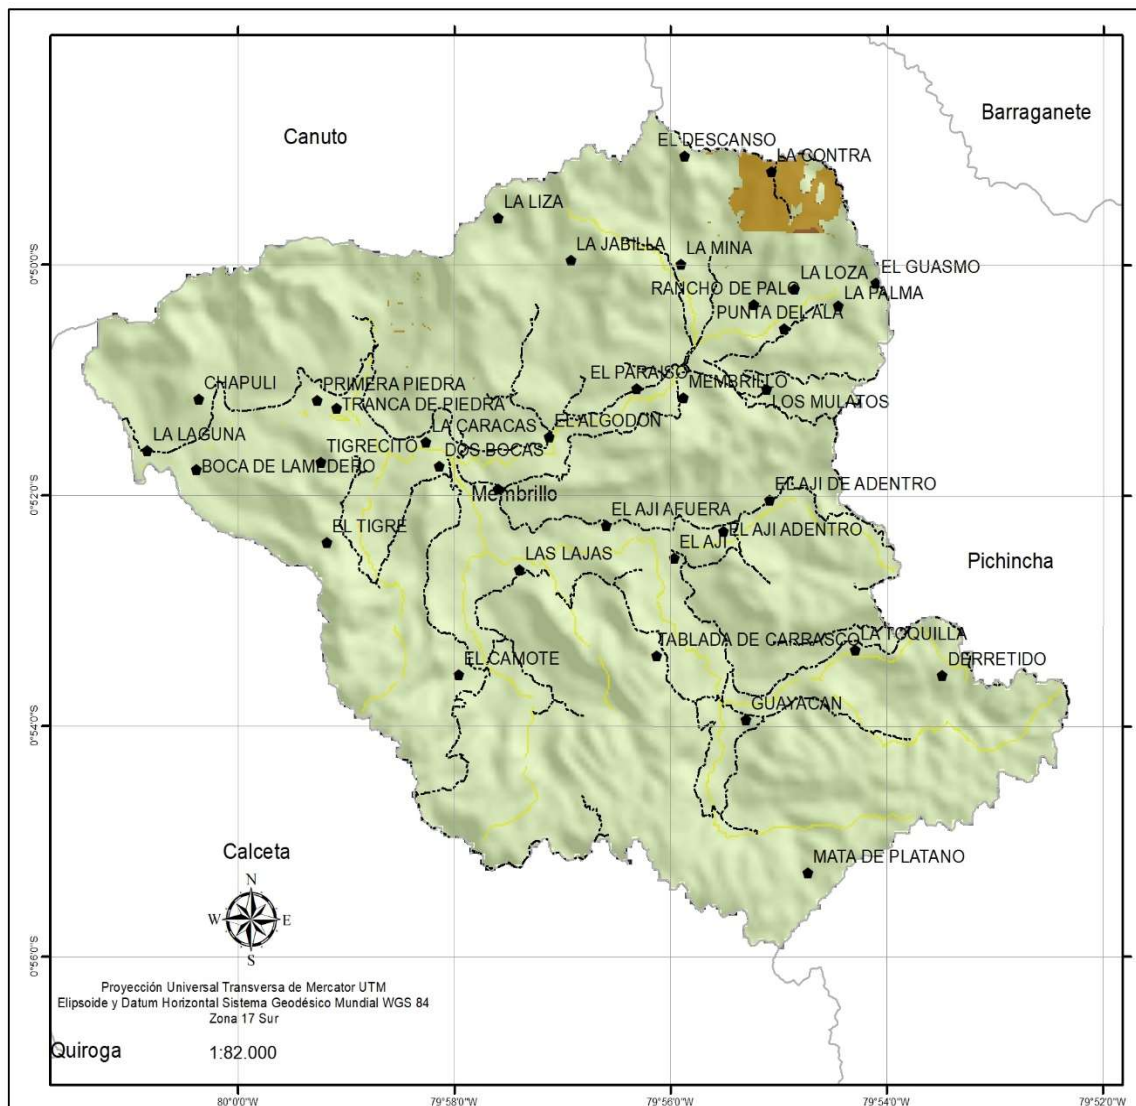 Barraganete
Canuto
EL DESCANSO
LA CONTRA
LA LIZA
LA JABILLA
LA MINA
LA LOZA
EL GUASMO
RANCHO DE PALO
LA PALMA
PUNTA DEL ALA
0°50'0"S
EL PARAISO
MEMBRILLO
LOS MULATOS
CHAPULI
PRIMERA PIEDRA
TRANCA DE PIEDRA
LA CARACAS
EL ALGODON
LA LAGUNA
TIGRECITO
DOS BOCAS
BOCA DE LAMEDERO
Membrillo
0°52'0"S
EL AJI DE ADENTRO
EL AJI AFUERA
EL AJI ADENTRO
EL TIGRE
EL AJI
LAS LAJAS
Pichincha
TABLADA DE CARRASCO
LA TOQUILLA
EL CAMOTE
DERRETIDO
GUAYACAN
0°54'0"S
Calceta
MATA DE PLATANO
N
W E
S
0°56'0"S
Proyección Universal Transversa de Mercator UTM
Elipsoide y Datum Horizontal Sistema Geodésico Mundial WGS 84
Zona 17 Sur
Quiroga
1:82.000
80°0'0"W 79°58'0"W 79°56'0"W 79°54'0"W 79°52'0"W